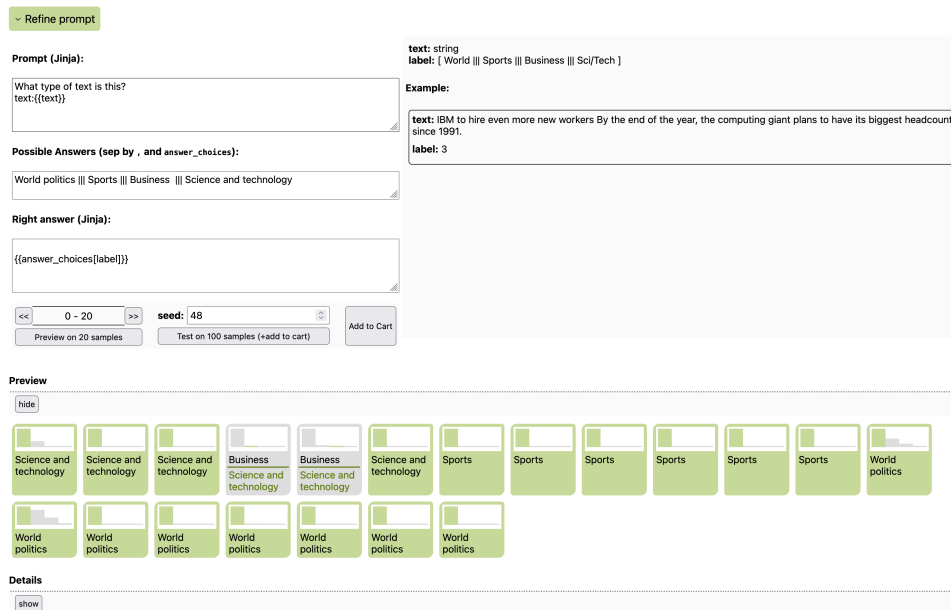 Refine prompt
Prompt (Jinja):
What type of text is this?
text:{{text}}
Possible Answers (sep by , and answer_choices):
World politics ||| Sports ||| Business ||| Science and technology
Right answer (Jinja):
{{answer_choices[label]}}
<< 0 - 20 >>
Preview on 20 samples
seed: 48
Test on 100 samples (+add to cart)
Add to Cart
text: string
label: [ World ||| Sports ||| Business ||| Sci/Tech ]
Example:
text: IBM to hire even more new workers By the end of the year, the computing giant plans to have its biggest headcount
since 1991.
label: 3
Preview
hide
Science and
technology
Science and
technology
Science and
technology
Business
Science and
technology
Business
Science and
technology
Science and
technology
Sports
Sports
Sports
Sports
Sports
Sports
World
politics
World
politics
World
politics
World
politics
World
politics
World
politics
World
politics
World
politics
Details
show